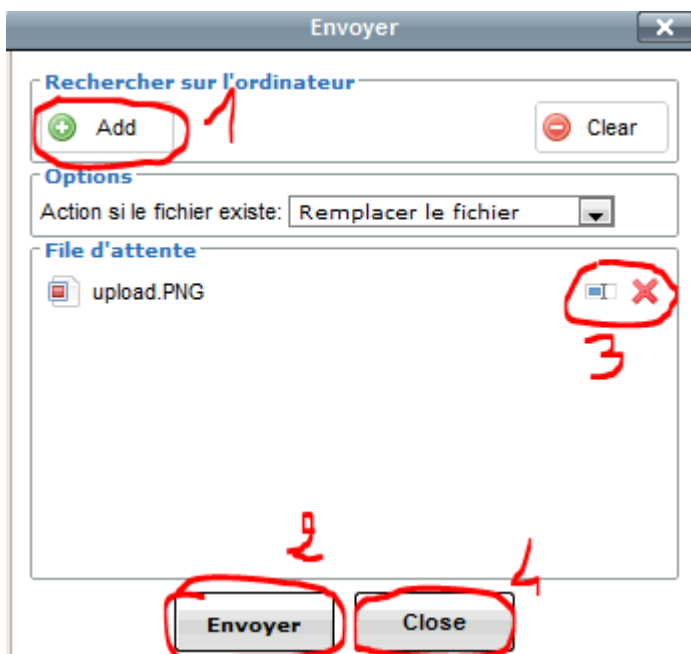 Envoyer
Rechercher sur l'ordinateur
Add 1 Clear
Options
Action si le fichier existe: Remplacer le fichier
File d'attente
upload.PNG
3
2 4
Envoyer Close